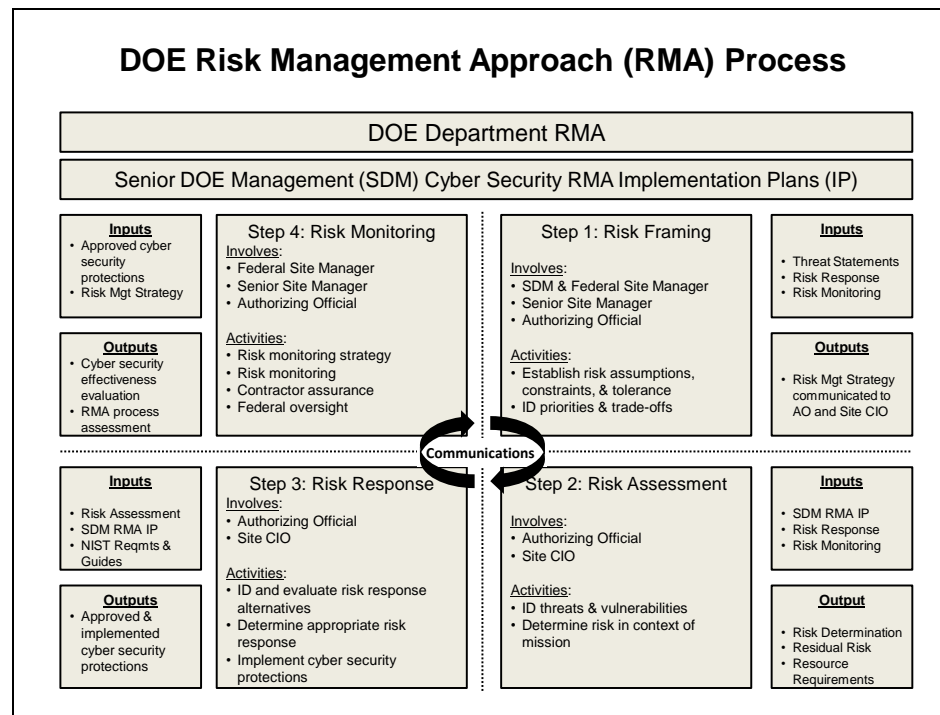 DOE Risk Management Approach (RMA) Process
DOE Department RMA
Senior DOE Management (SDM) Cyber Security RMA Implementation Plans (IP)
Inputs
• Approved cyber
security
protections
• Risk Mgt Strategy
Outputs
• Cyber security
effectiveness
evaluation
• RMA process
assessment
Step 4: Risk Monitoring
Involves:
• Federal Site Manager
• Senior Site Manager
• Authorizing Official
Activities:
• Risk monitoring strategy
• Risk monitoring
• Contractor assurance
• Federal oversight
Step 1: Risk Framing
Involves:
• SDM & Federal Site Manager
• Senior Site Manager
• Authorizing Official
Activities:
• Establish risk assumptions,
constraints, & tolerance
• ID priorities & trade-offs
Inputs
• Threat Statements
• Risk Response
• Risk Monitoring
Outputs
• Risk Mgt Strategy
communicated to
AO and Site CIO
Communications
Inputs
• Risk Assessment
• SDM RMA IP
• NIST Reqmts &
Guides
Outputs
• Approved &
implemented
cyber security
protections
Step 3: Risk Response
Involves:
• Authorizing Official
• Site CIO
Activities:
• ID and evaluate risk response
alternatives
• Determine appropriate risk
response
• Implement cyber security
protections
Step 2: Risk Assessment
Involves:
• Authorizing Official
• Site CIO
Activities:
• ID threats & vulnerabilities
• Determine risk in context of
mission
Inputs
• SDM RMA IP
• Risk Response
• Risk Monitoring
Output
• Risk Determination
• Residual Risk
• Resource
Requirements